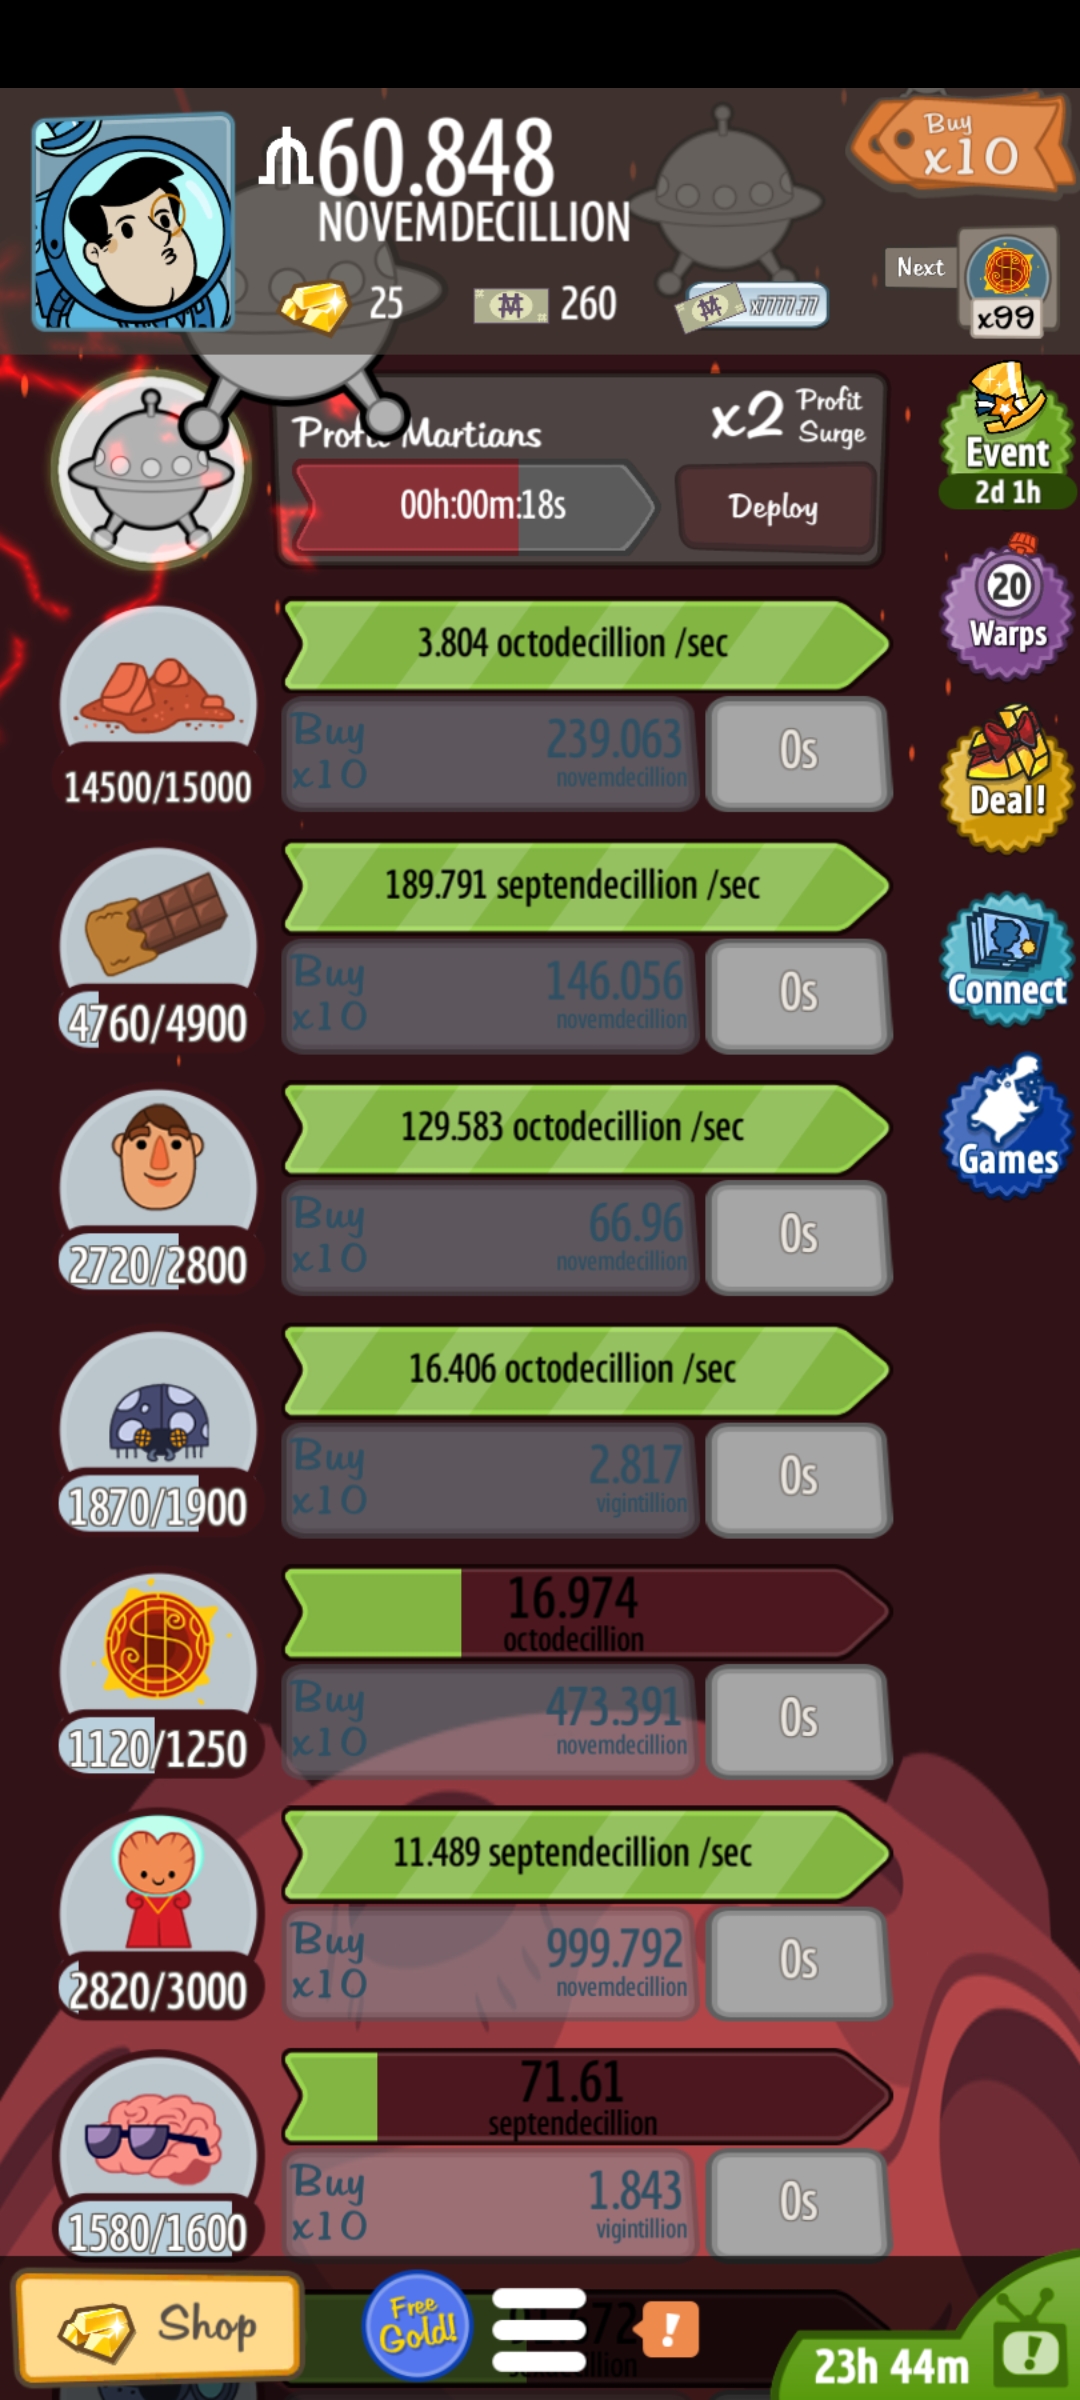 60.848
NOVEMDECILLION
Buy
x10
25
260
x7777.77
Next
x99
Profit Martians
x2 Profit
Surge
00h:00m:18s
Deploy
Event
2d 1h
3.804 octodecillion /sec
Buy
x10
239.063
novemdecillion
0s
14500/15000
20
Warps
189.791 septendecillion /sec
Buy
x10
146.056
novemdecillion
0s
4760/4900
Deal!
Connect
129.583 octodecillion /sec
Buy
x10
66.96
novemdecillion
0s
2720/2800
Games
16.406 octodecillion /sec
Buy
x10
2.817
vigintillion
0s
1870/1900
16.974
octodecillion
Buy
x10
473.391
novemdecillion
0s
1120/1250
11.489 septendecillion /sec
Buy
x10
999.792
novemdecillion
0s
2820/3000
71.61
septendecillion
Buy
x10
1.843
vigintillion
0s
1580/1600
Shop
Free
Gold!
!
23h 44m
!